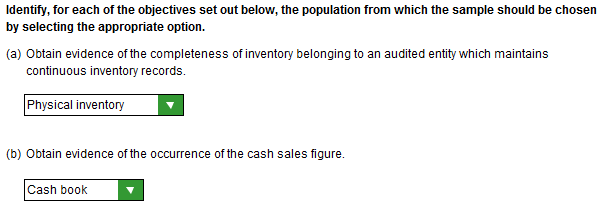 Identify, for each of the objectives set out below, the population from which the sample should be chosen
by selecting the appropriate option.
(a) Obtain evidence of the completeness of inventory belonging to an audited entity which maintains
continuous inventory records.
Physical inventory
(b) Obtain evidence of the occurrence of the cash sales figure.
Cash book